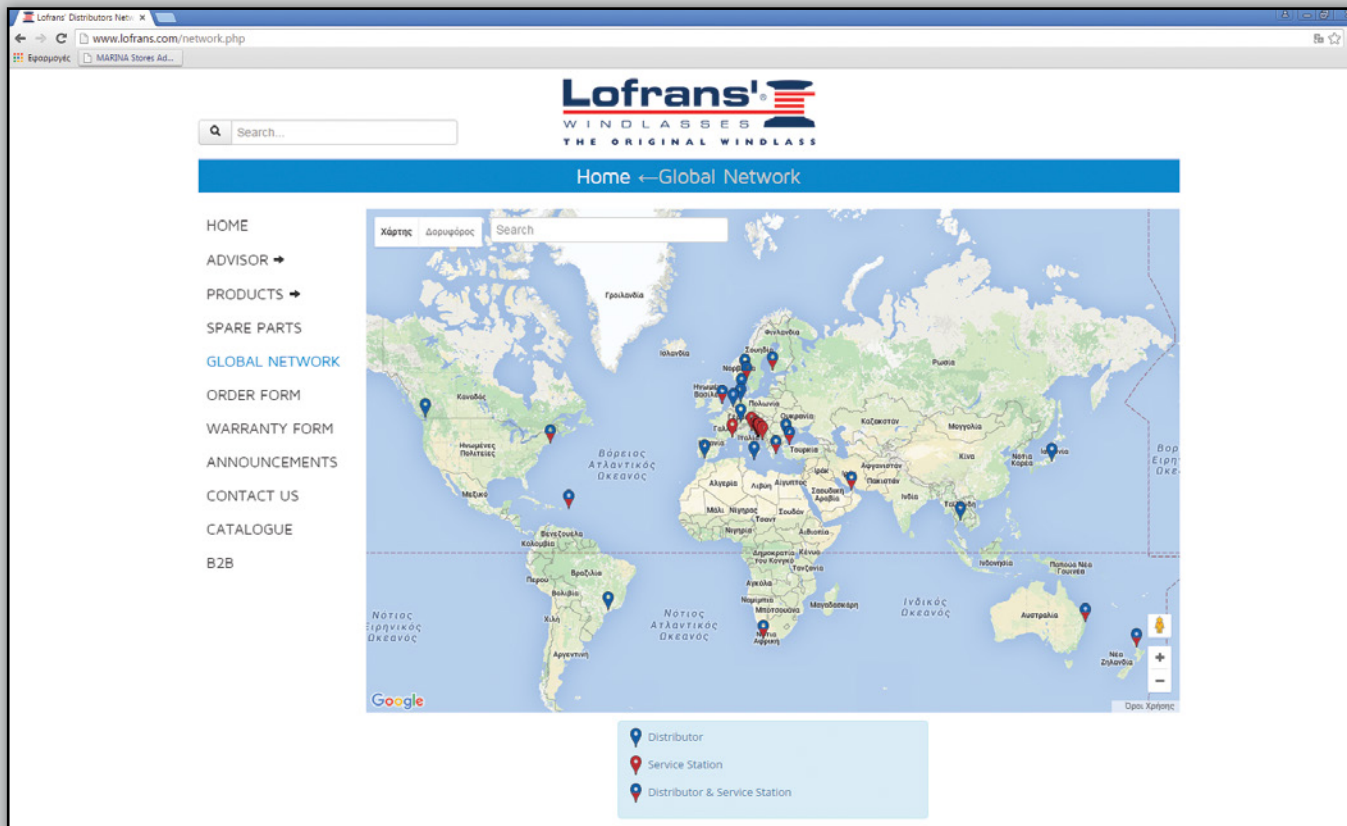 Lofrans' Distributors Netw
www.lofrans.com/network.php
Εφαρμογές
MARINA Stores Ad...
Lofrans'®
WINDLASSES
THE ORIGINAL WINDLASS
Search...
Home ←Global Network
HOME
ADVISOR
PRODUCTS
SPARE PARTS
GLOBAL NETWORK
ORDER FORM
WARRANTY FORM
ANNOUNCEMENTS
CONTACT US
CATALOGUE
B2B
Χάρτης
Δορυφόρος
Search
Γροιλανδία
Ισλανδία
Φινλανδία
Σουηδία
Ρωσία
Καναδάς
Πολωνία
Ουκρανία
Καζακστάν
Μογγολία
Ηνωμένες
Πολιτείες
Βόρειος
Ατλαντικός
Ωκεανός
Τουρκία
Αφγανιστάν
Κίνα
Νότια
Κορέα
Ιράκ
Πακιστάν
Αλγερία
Λιβύη
Αίγυπτος
Σαουδική
Αραβία
Ινδία
Μεξικό
Μάλι
Νίγηρας
Σουδάν
Τσαντ
Βενεζουέλα
Νιγηρία
Αιθιοπία
Κολομβία
Δημοκρατία
του Κονγκό
Κένυα
Τανζανία
Ινδονησία
Παπούα Νέα
Γουινέα
Περού
Βραζιλία
Βολιβία
Αγκόλα
Ναμίμπια
Μποτσουάνα
Μαδαγασκάρη
Ινδικός
Ωκεανός
Αυστραλία
Χιλή
Νότιος
Ειρηνικός
Ωκεανός
Νότιος
Ατλαντικός
Ωκεανός
Νότια
Αφρική
Αργεντινή
Νέα
Ζηλανδία
Google
Όροι Χρήσης
Distributor
Service Station
Distributor & Service Station